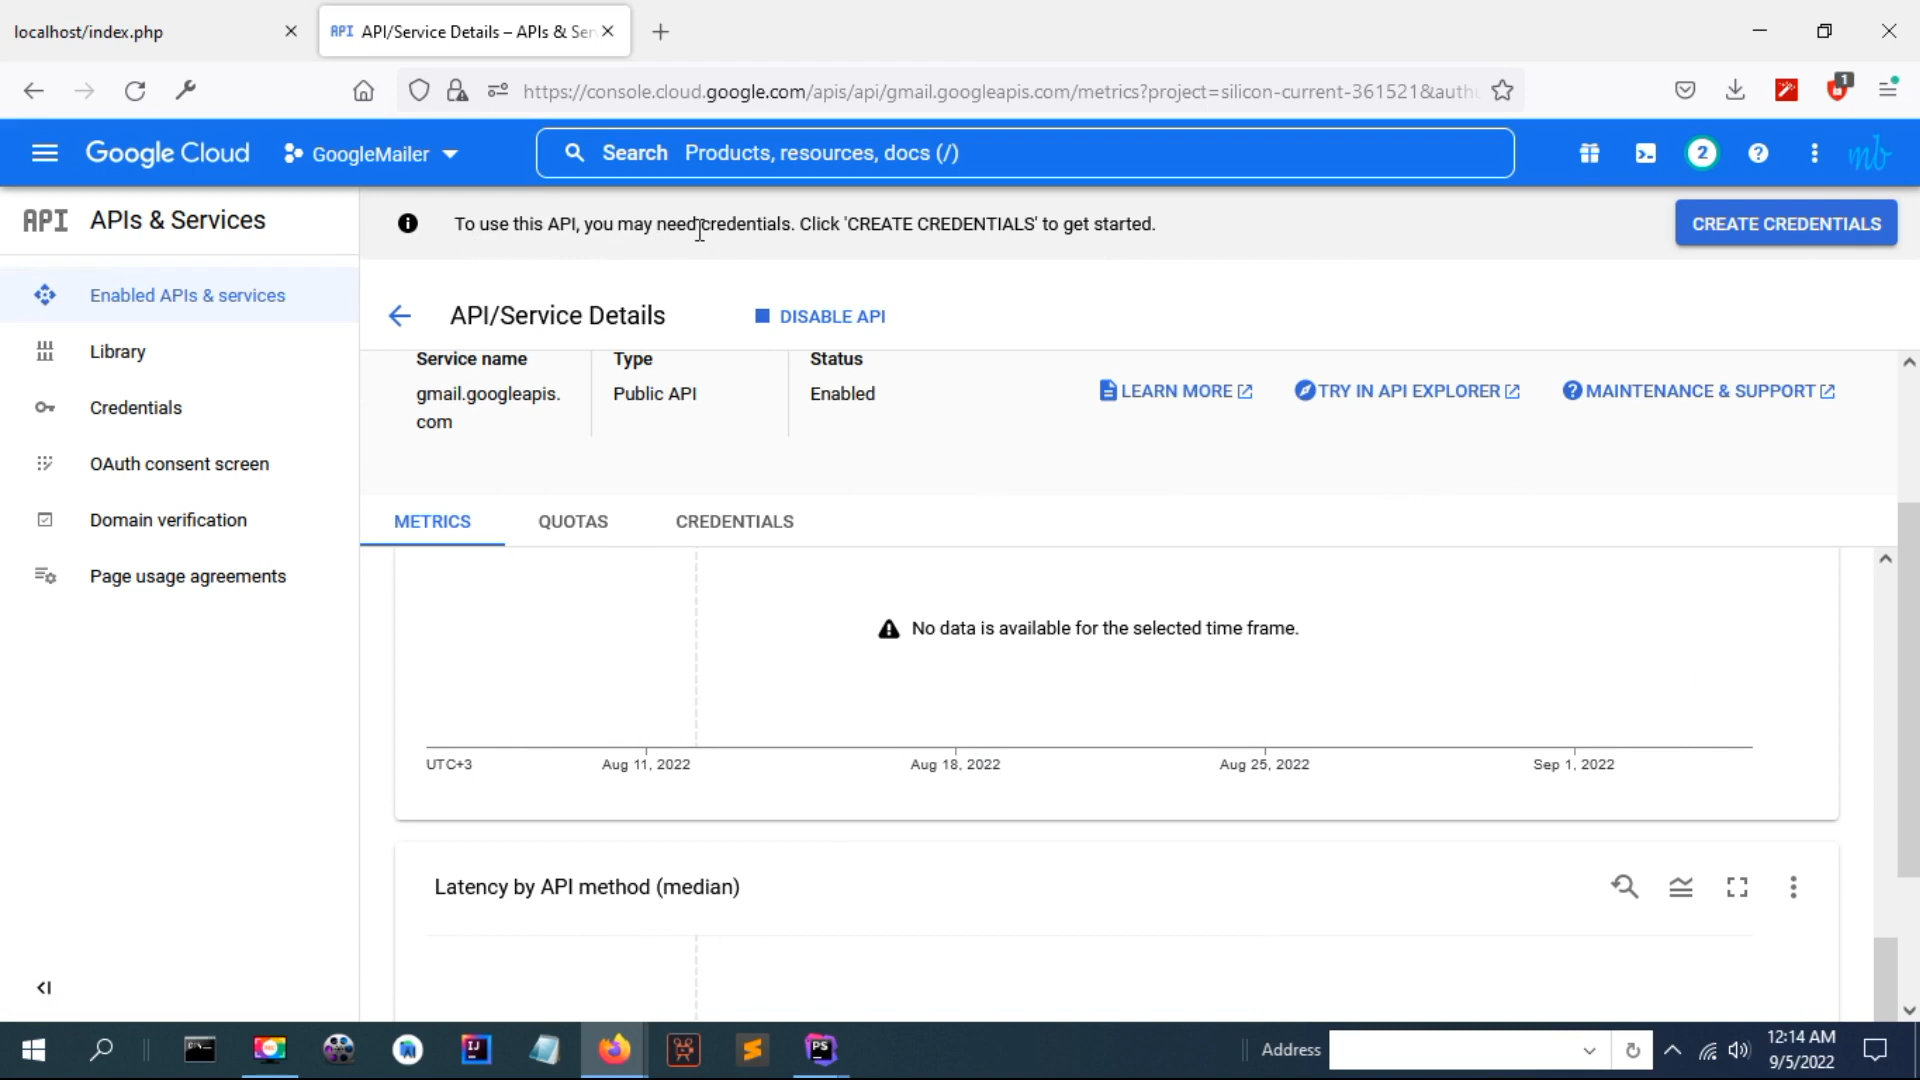 localhost/index.php
API API/Service Details – APIs & Ser
https://console.cloud.google.com/apis/api/gmail.googleapis.com/metrics?project=silicon-current-361521&auth
1
Google Cloud
GoogleMailer
Search Products, resources, docs (/)
2
mb
API APIs & Services
To use this API, you may need credentials. Click 'CREATE CREDENTIALS' to get started.
CREATE CREDENTIALS
Enabled APIs & services
Library
Credentials
OAuth consent screen
Domain verification
Page usage agreements
API/Service Details
DISABLE API
Service name
Type
Status
gmail.googleapis.
com
Public API
Enabled
LEARN MORE
TRY IN API EXPLORER
MAINTENANCE & SUPPORT
METRICS
QUOTAS
CREDENTIALS
No data is available for the selected time frame.
UTC+3
Aug 11, 2022
Aug 18, 2022
Aug 25, 2022
Sep 1, 2022
Latency by API method (median)
IJ
PS
Address
12:14 AM
9/5/2022